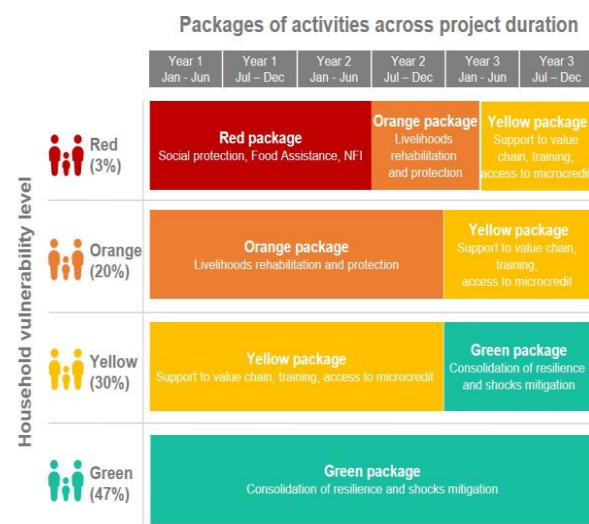 Packages of activities across project duration
Year 1 Year 1 Year 2 Year 2 Year 3 Year 3
Jan - Jun Jul – Dec Jan - Jun Jul – Dec Jan - Jun Jul – Dec
Household vulnerability level
Red
(3%)
Red package
Social protection, Food Assistance, NFI
Orange package
Livelihoods
rehabilitation
and protection
Yellow package
Support to value
chain, training,
access to microcredit
Orange
(20%)
Orange package
Livelihoods rehabilitation and protection
Yellow package
Support to value chain,
training,
access to microcredit
Yellow
(30%)
Yellow package
Support to value chain, training, access to microcredit
Green package
Consolidation of resilience
and shocks mitigation
Green
(47%)
Green package
Consolidation of resilience and shocks mitigation